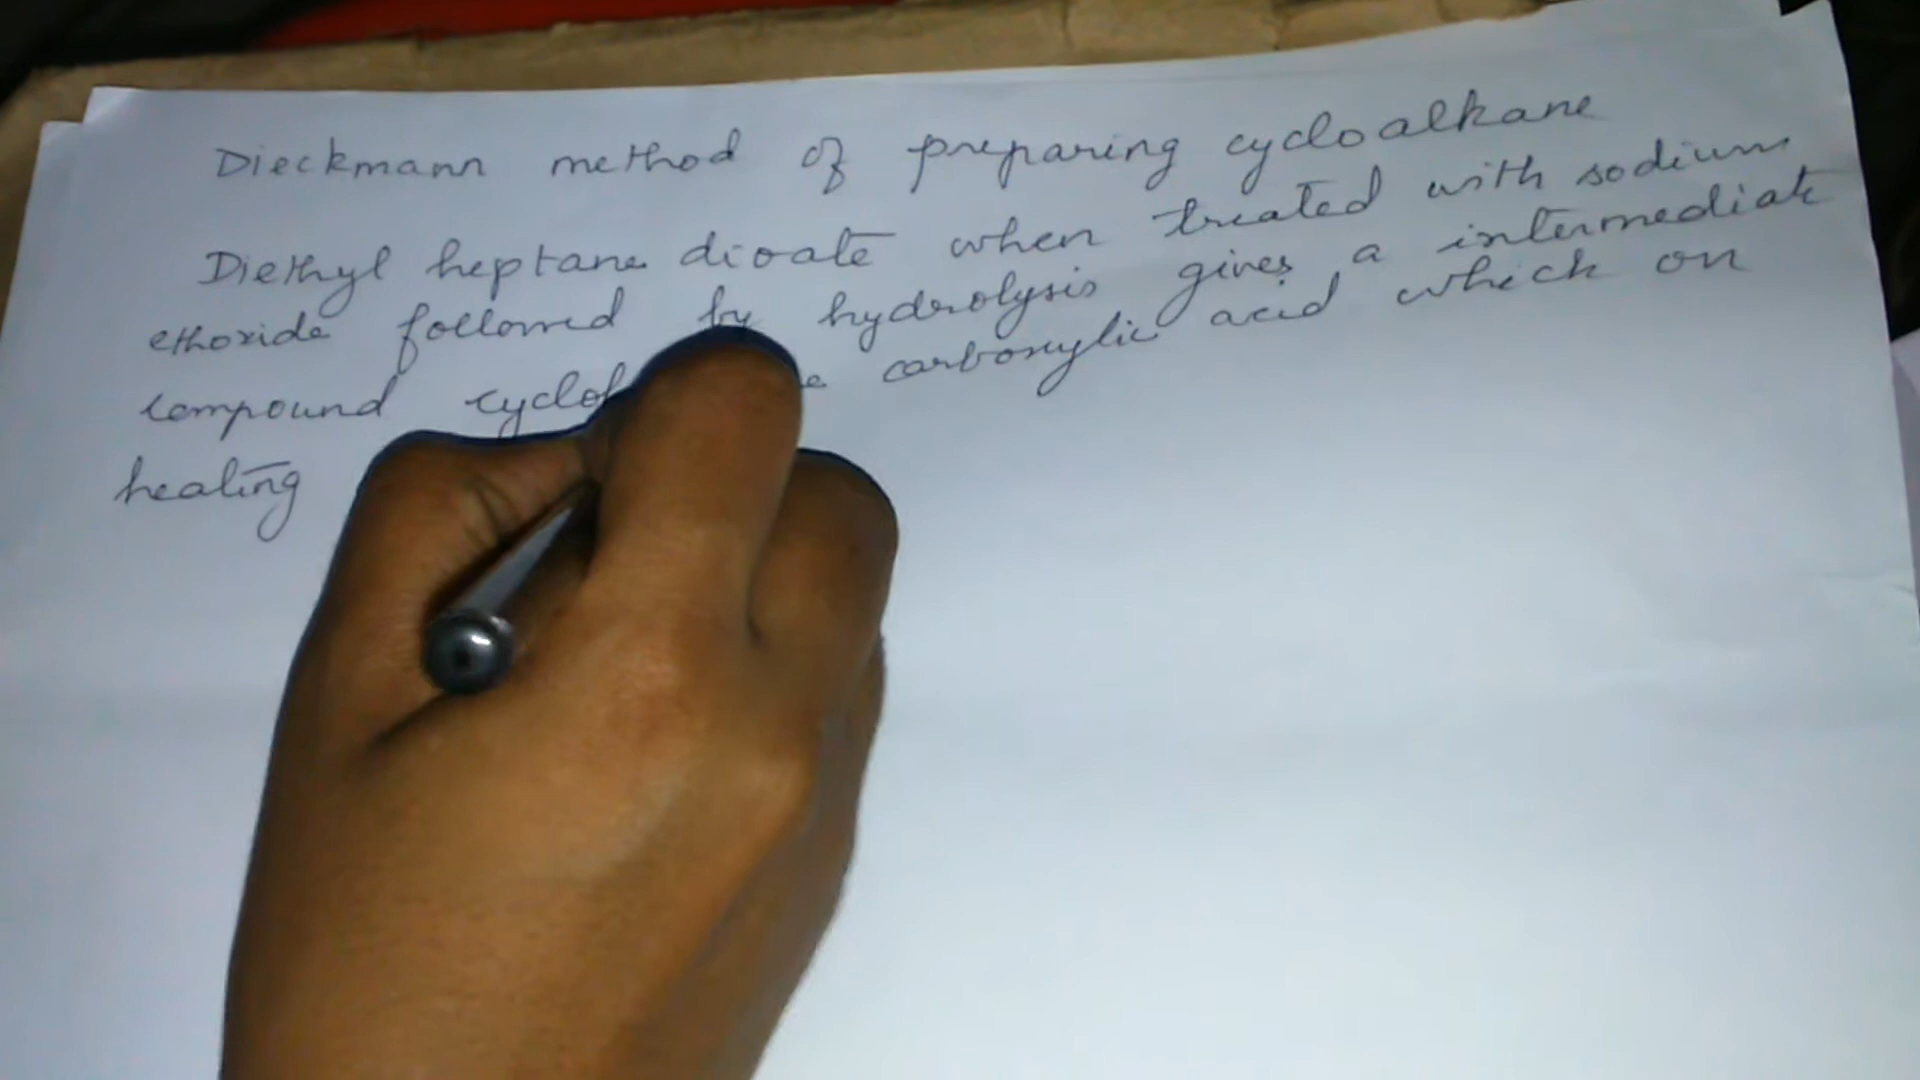 Dieckmann method of preparing cycloalkane
Diethyl heptane dioate when treated with sodium
ethoxide followed by hydrolysis gives a intermediate
compound carboxylic acid which on
heating